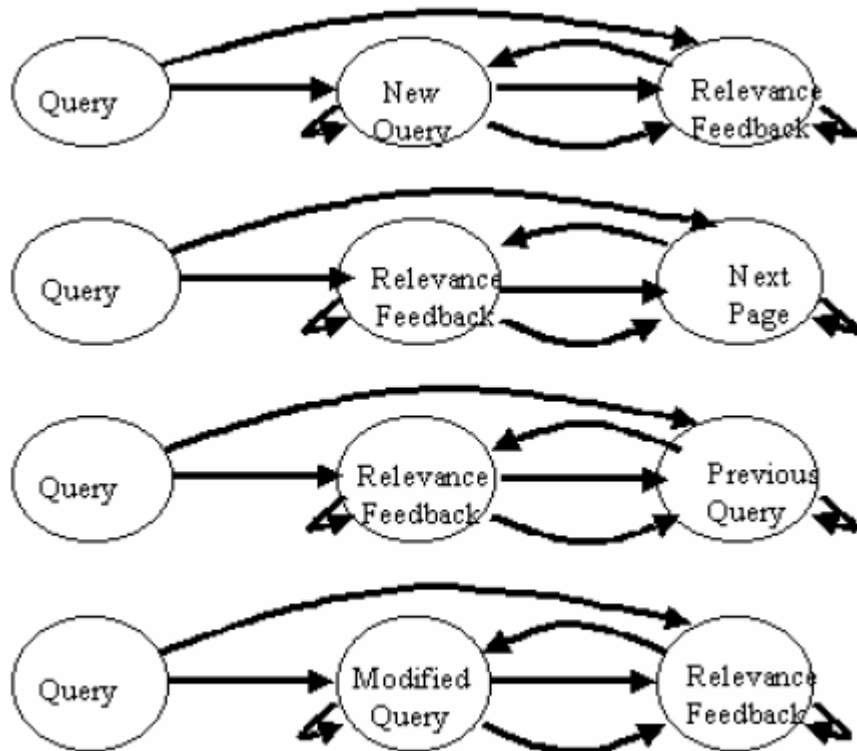 Query
New
Query
Relevance
Feedback
Query
Relevance
Feedback
Next
Page
Query
Relevance
Feedback
Previous
Query
Query
Modified
Query
Relevance
Feedback